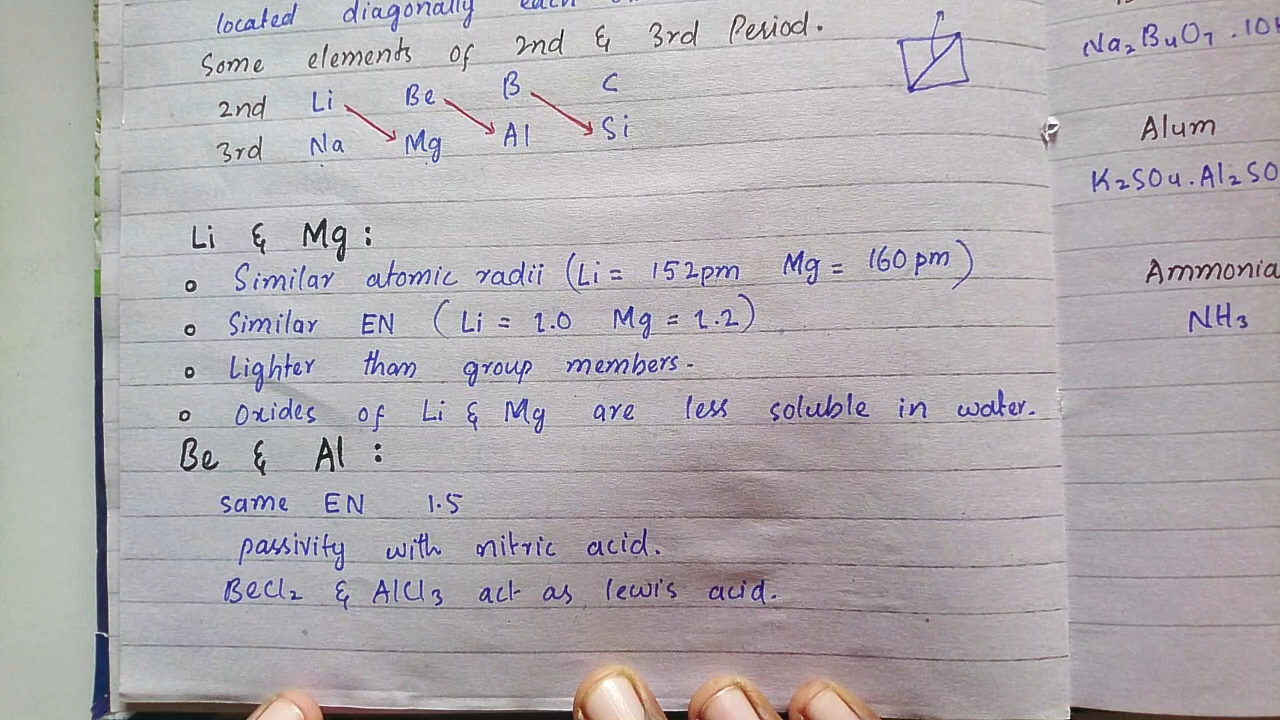 located diagonally each
Some elements of 2nd & 3rd Period.
2nd Li Be B C
3rd Na Mg Al Si
Li & Mg :
Similar atomic radii (Li = 152pm Mg = 160pm)
Similar EN (Li = 1.0 Mg = 1.2)
Lighter than group members.
Oxides of Li & Mg are less soluble in water.
Be & Al :
same EN 1.5
passivity with nitric acid.
BeCl2 & AlCl3 act as lewis acid.
Na2B4O7 . 10H
Alum
K2SO4.Al2SO
Ammonia
NH3